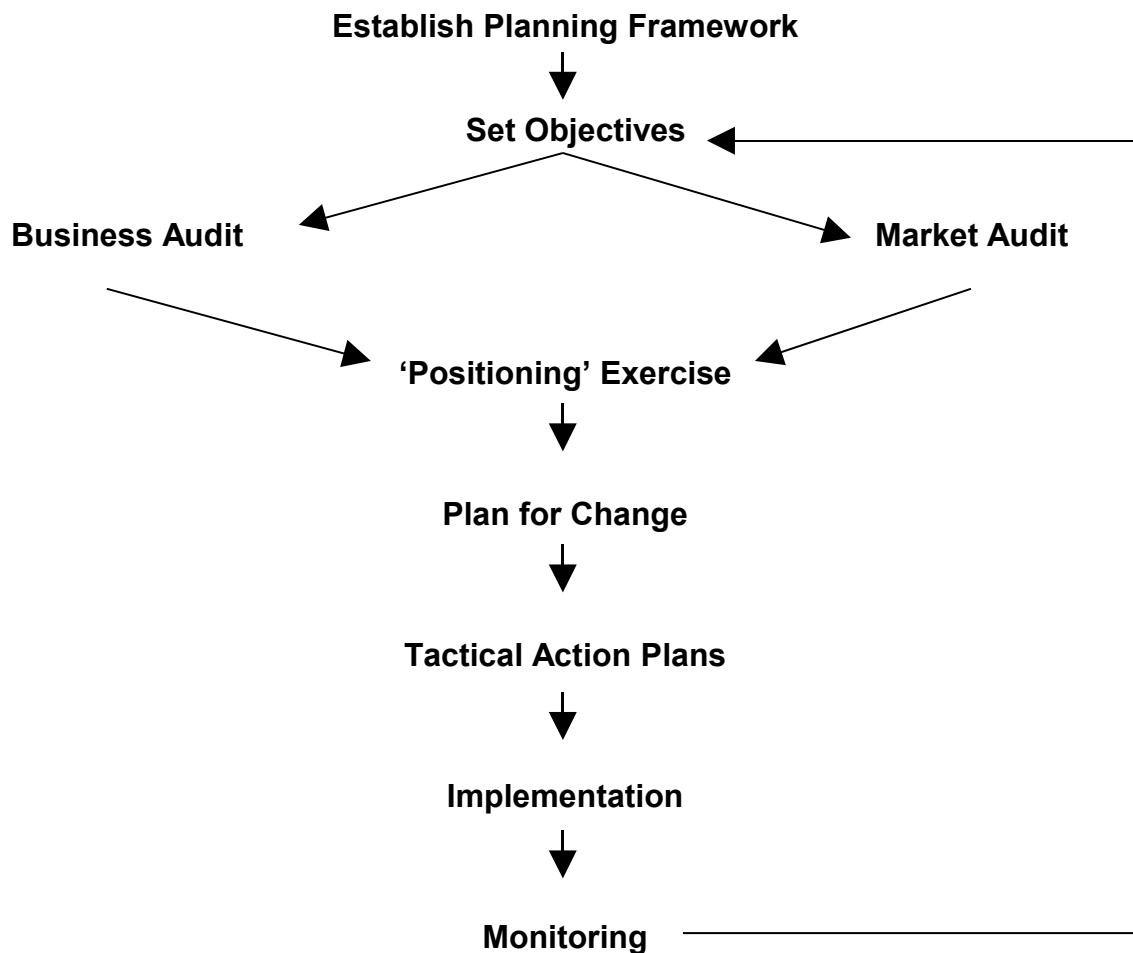 Establish Planning Framework
Set Objectives
Business Audit
Market Audit
‘Positioning’ Exercise
Plan for Change
Tactical Action Plans
Implementation
Monitoring